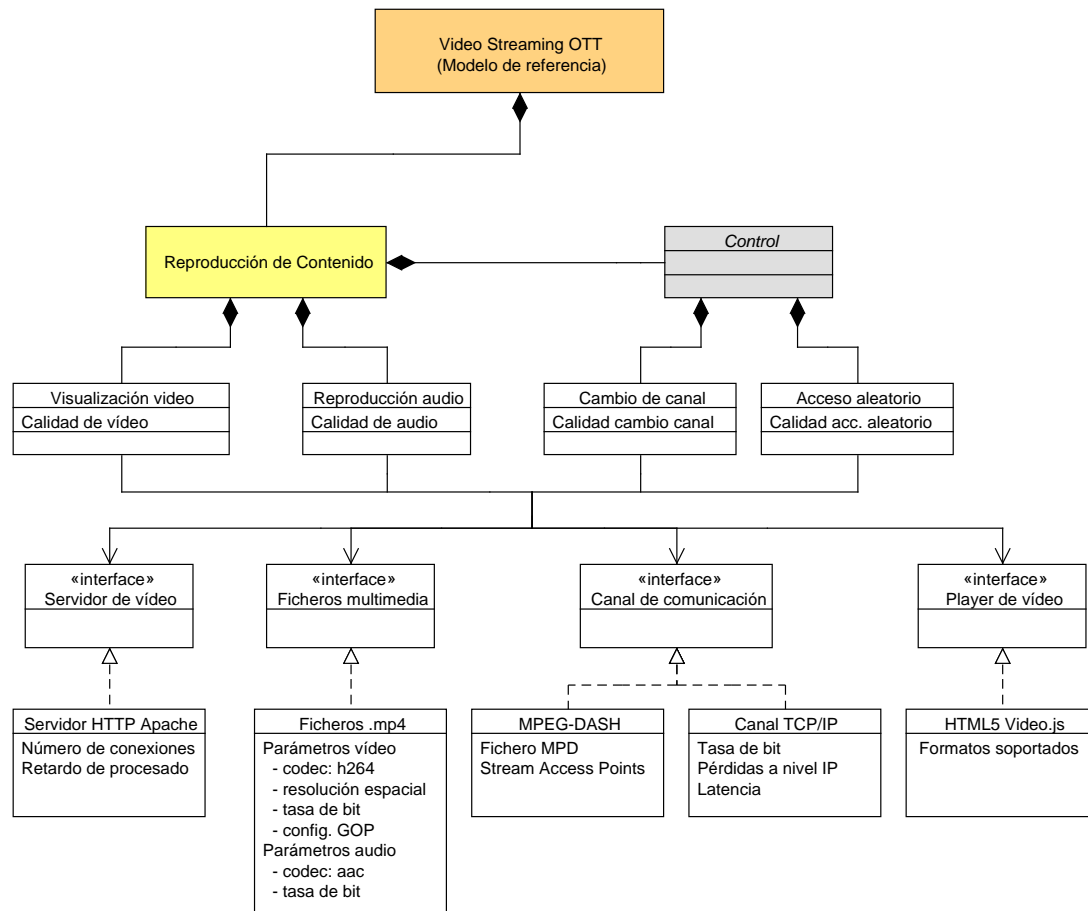 Video Streaming OTT
(Modelo de referencia)
Reproducción de Contenido
Control
Visualización video
Calidad de vídeo
Reproducción audio
Calidad de audio
Cambio de canal
Calidad cambio canal
Acceso aleatorio
Calidad acc. aleatorio
«interface»
Servidor de vídeo
«interface»
Ficheros multimedia
«interface»
Canal de comunicación
«interface»
Player de vídeo
Servidor HTTP Apache
Número de conexiones
Retardo de procesado
Ficheros .mp4
Parámetros vídeo
- codec: h264
- resolución espacial
- tasa de bit
- config. GOP
Parámetros audio
- codec: aac
- tasa de bit
MPEG-DASH
Fichero MPD
Stream Access Points
Canal TCP/IP
Tasa de bit
Pérdidas a nivel IP
Latencia
HTML5 Video.js
Formatos soportados